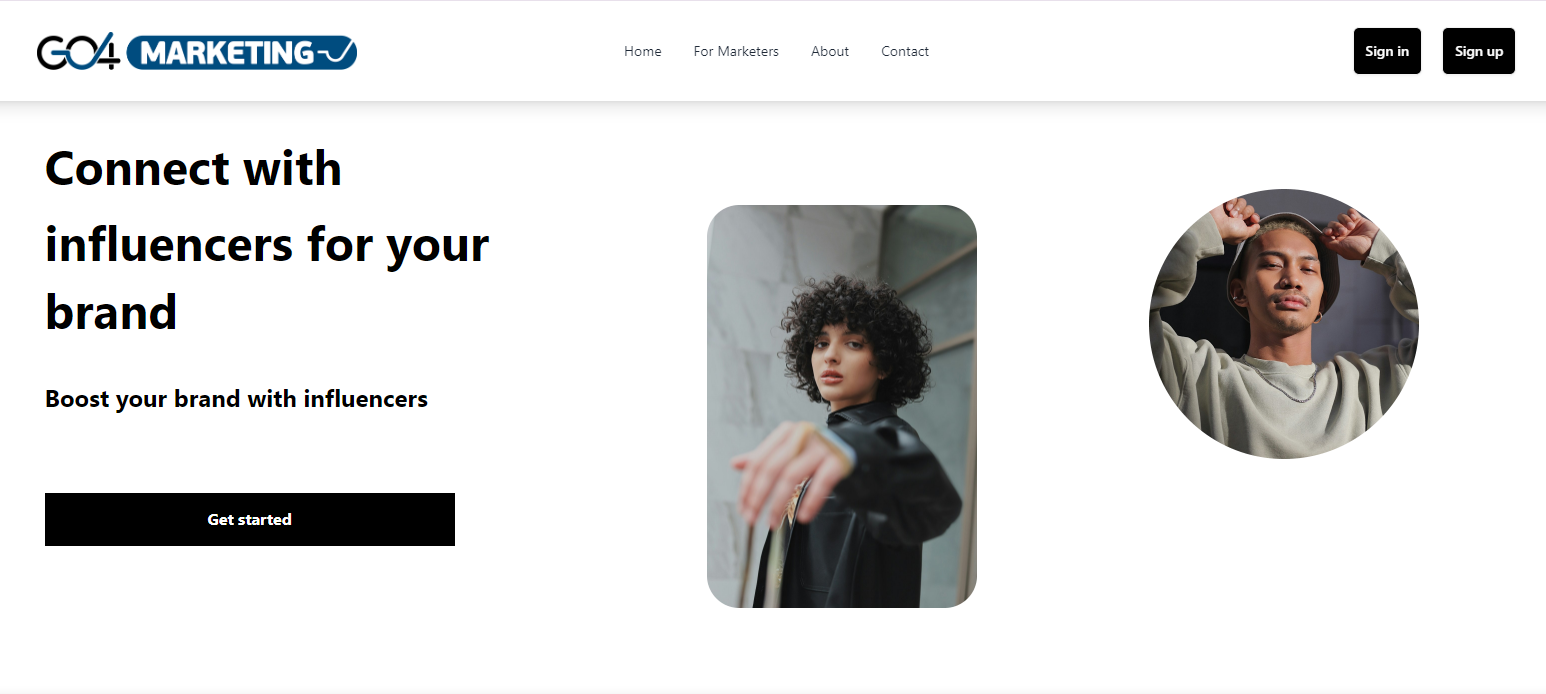 GO4 MARKETING
Home
For Marketers
About
Contact
Sign in
Sign up
Connect with
influencers for your
brand
Boost your brand with influencers
Get started